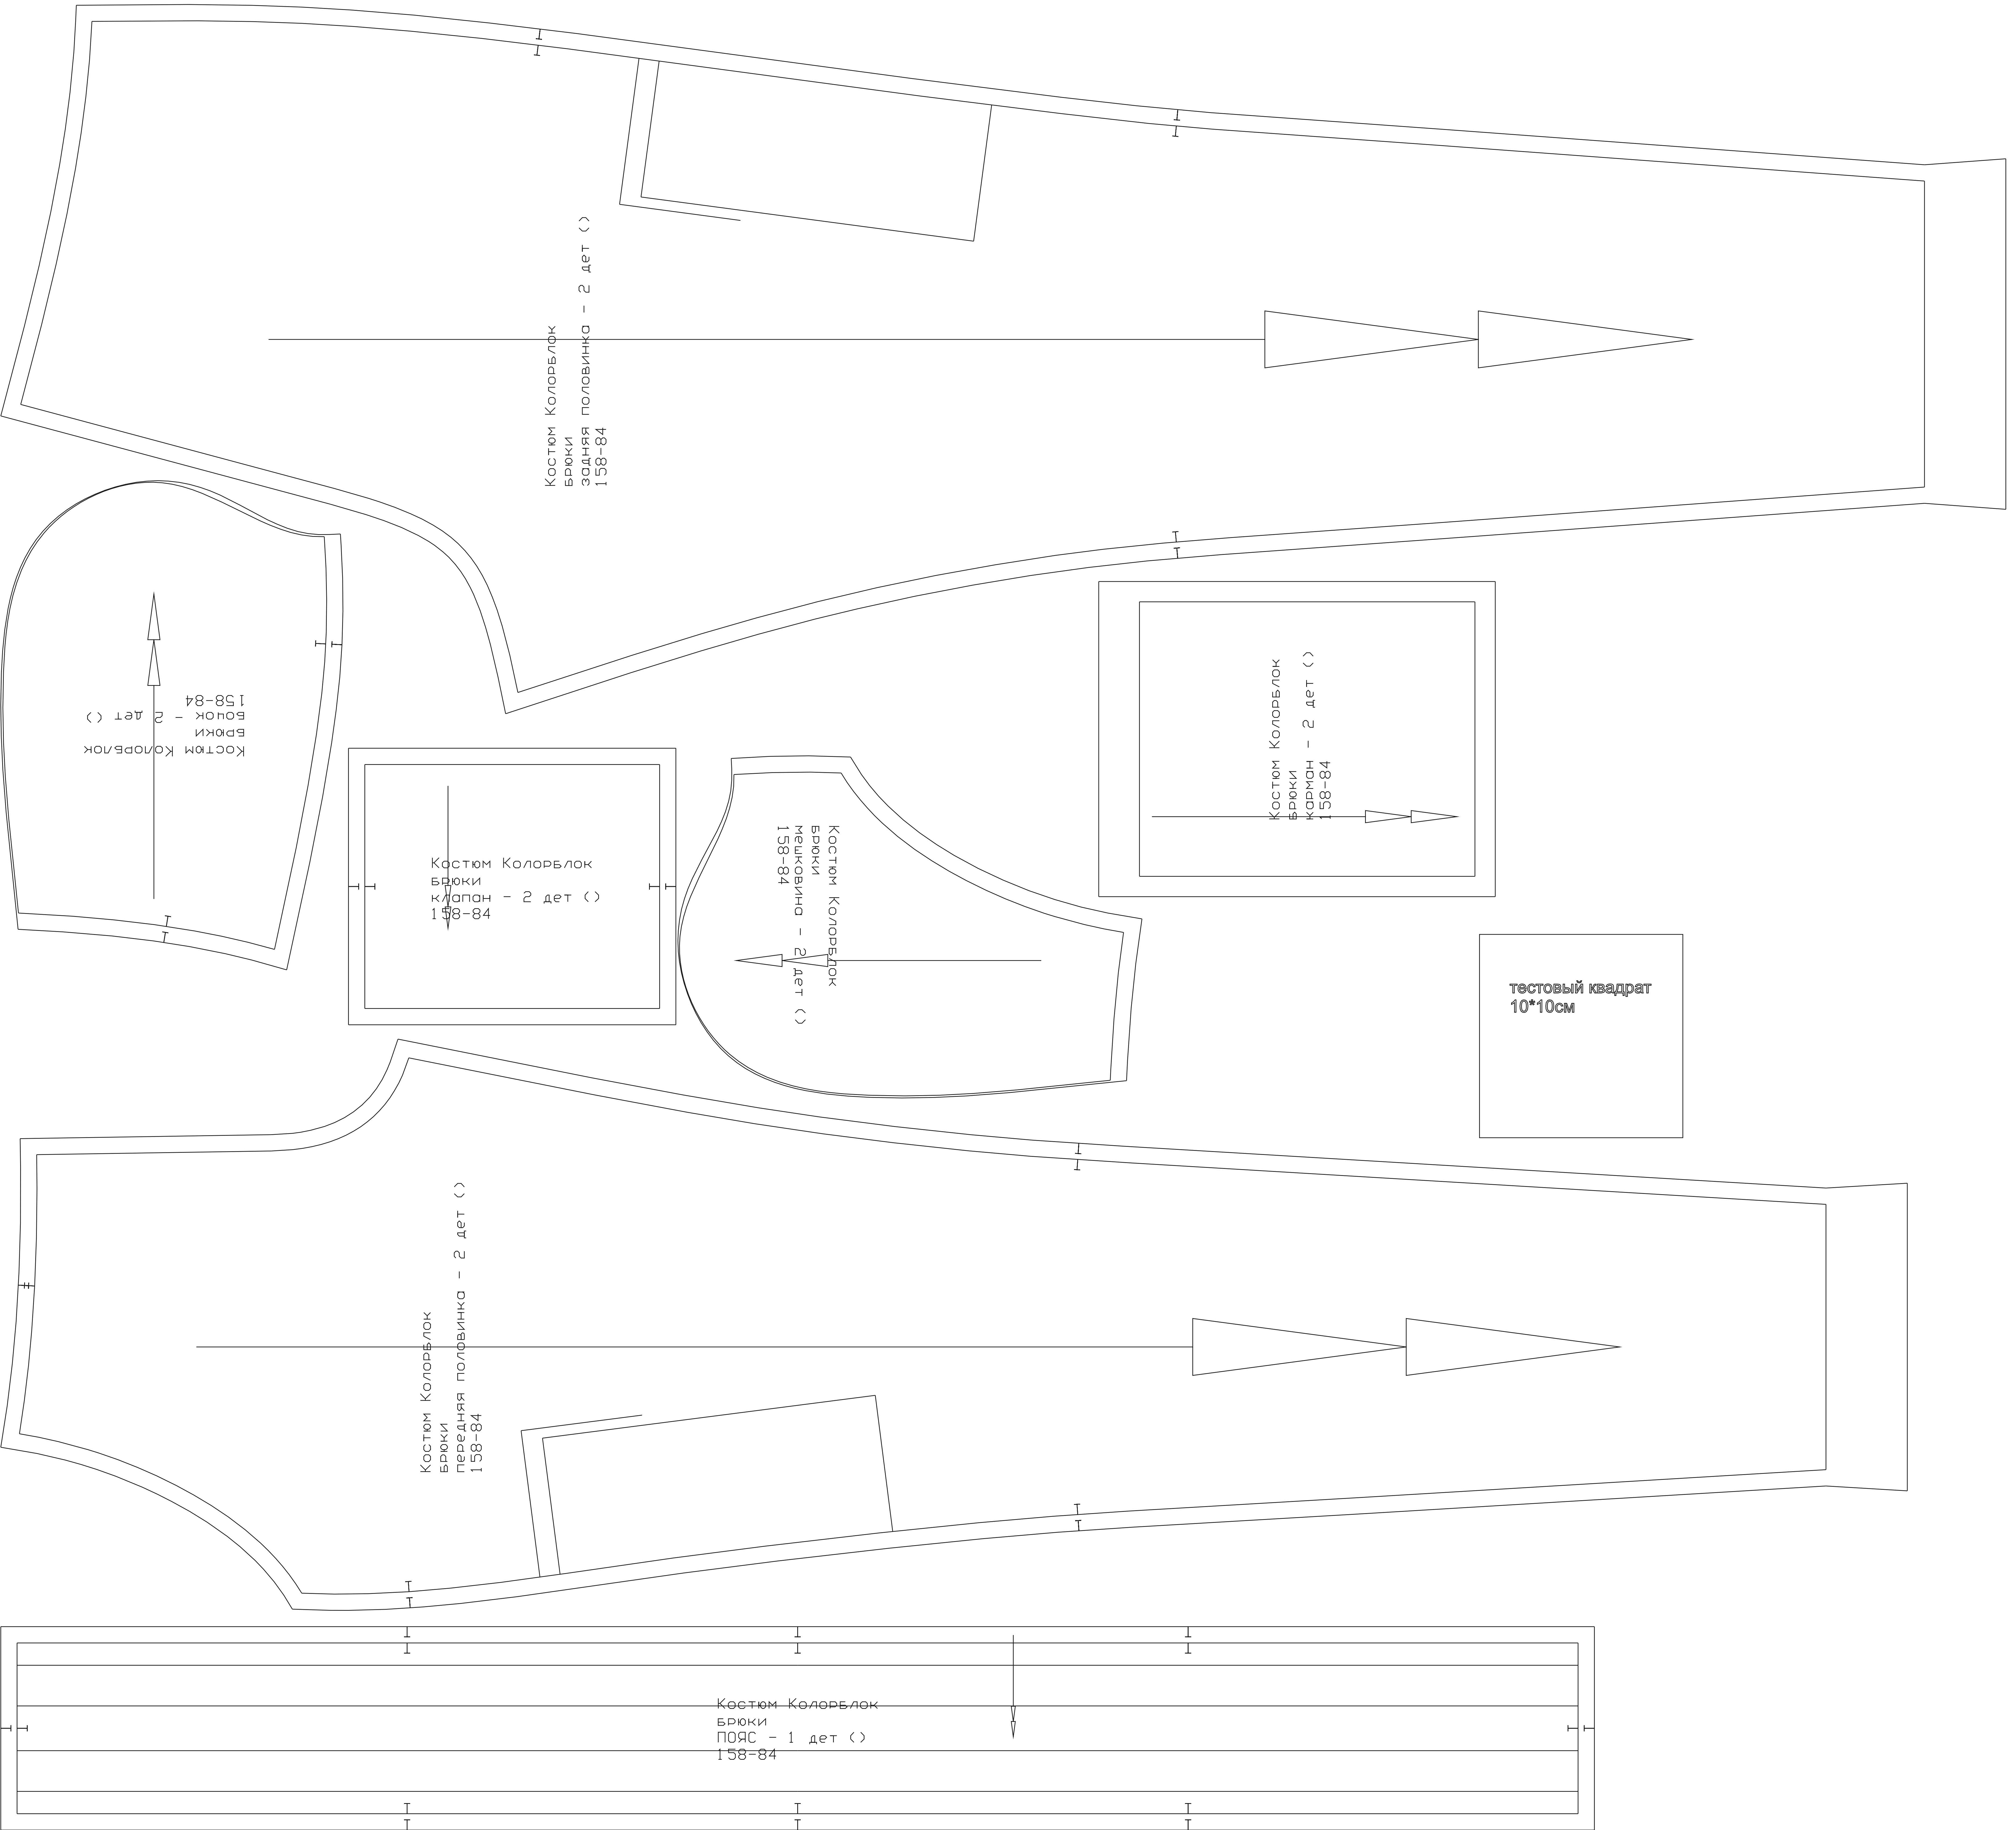 Костюм Колорблок
Брюки
задняя половинка - 2 дет ()
158-84
Костюм Колорблок
Брюки
Бочок - 2 дет ()
158-84
Костюм Колорблок
Брюки
карман - 2 дет ()
158-84
Костюм Колорблок
Брюки
клапан - 2 дет ()
158-84
Костюм Колорблок
Брюки
мешковина - 2 дет ()
158-84
тестовый квадрат
10*10см
Костюм Колорблок
Брюки
передняя половинка - 2 дет ()
158-84
Костюм Колорблок
Брюки
ПОЯС - 1 дет ()
158-84